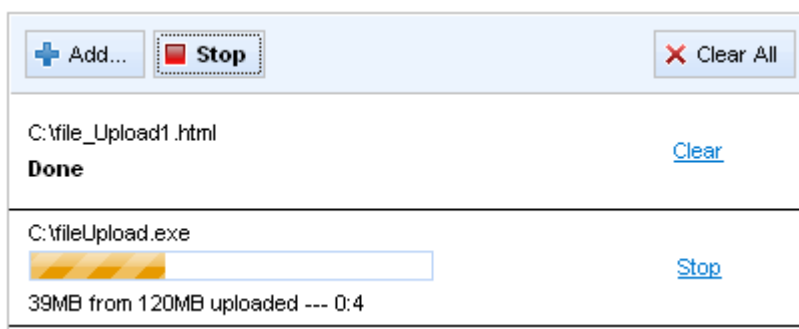 Add... Stop Clear All
C:\file_Upload1.html
Done
Clear
C:\fileUpload.exe
Stop
39MB from 120MB uploaded --- 0:4